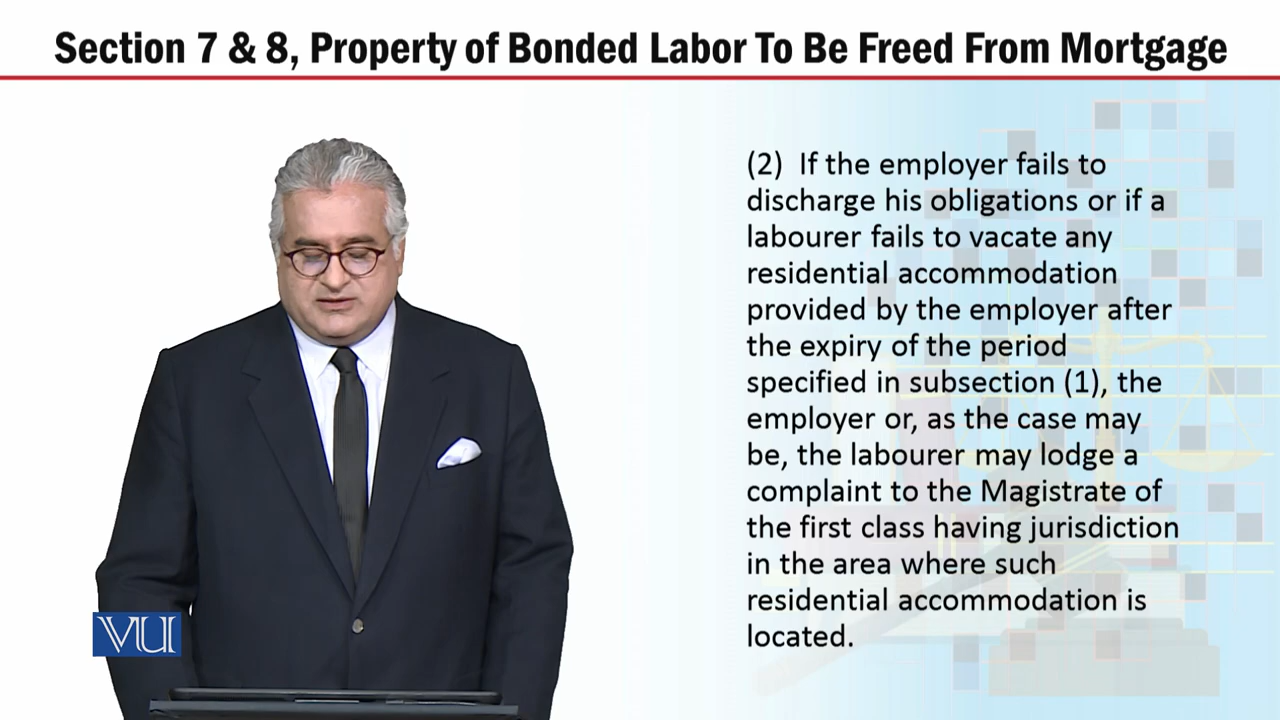 Section 7 & 8, Property of Bonded Labor To Be Freed From Mortgage
(2) If the employer fails to
discharge his obligations or if a
labourer fails to vacate any
residential accommodation
provided by the employer after
the expiry of the period
specified in subsection (1), the
employer or, as the case may
be, the labourer may lodge a
complaint to the Magistrate of
the first class having jurisdiction
in the area where such
residential accommodation is
located.
VU